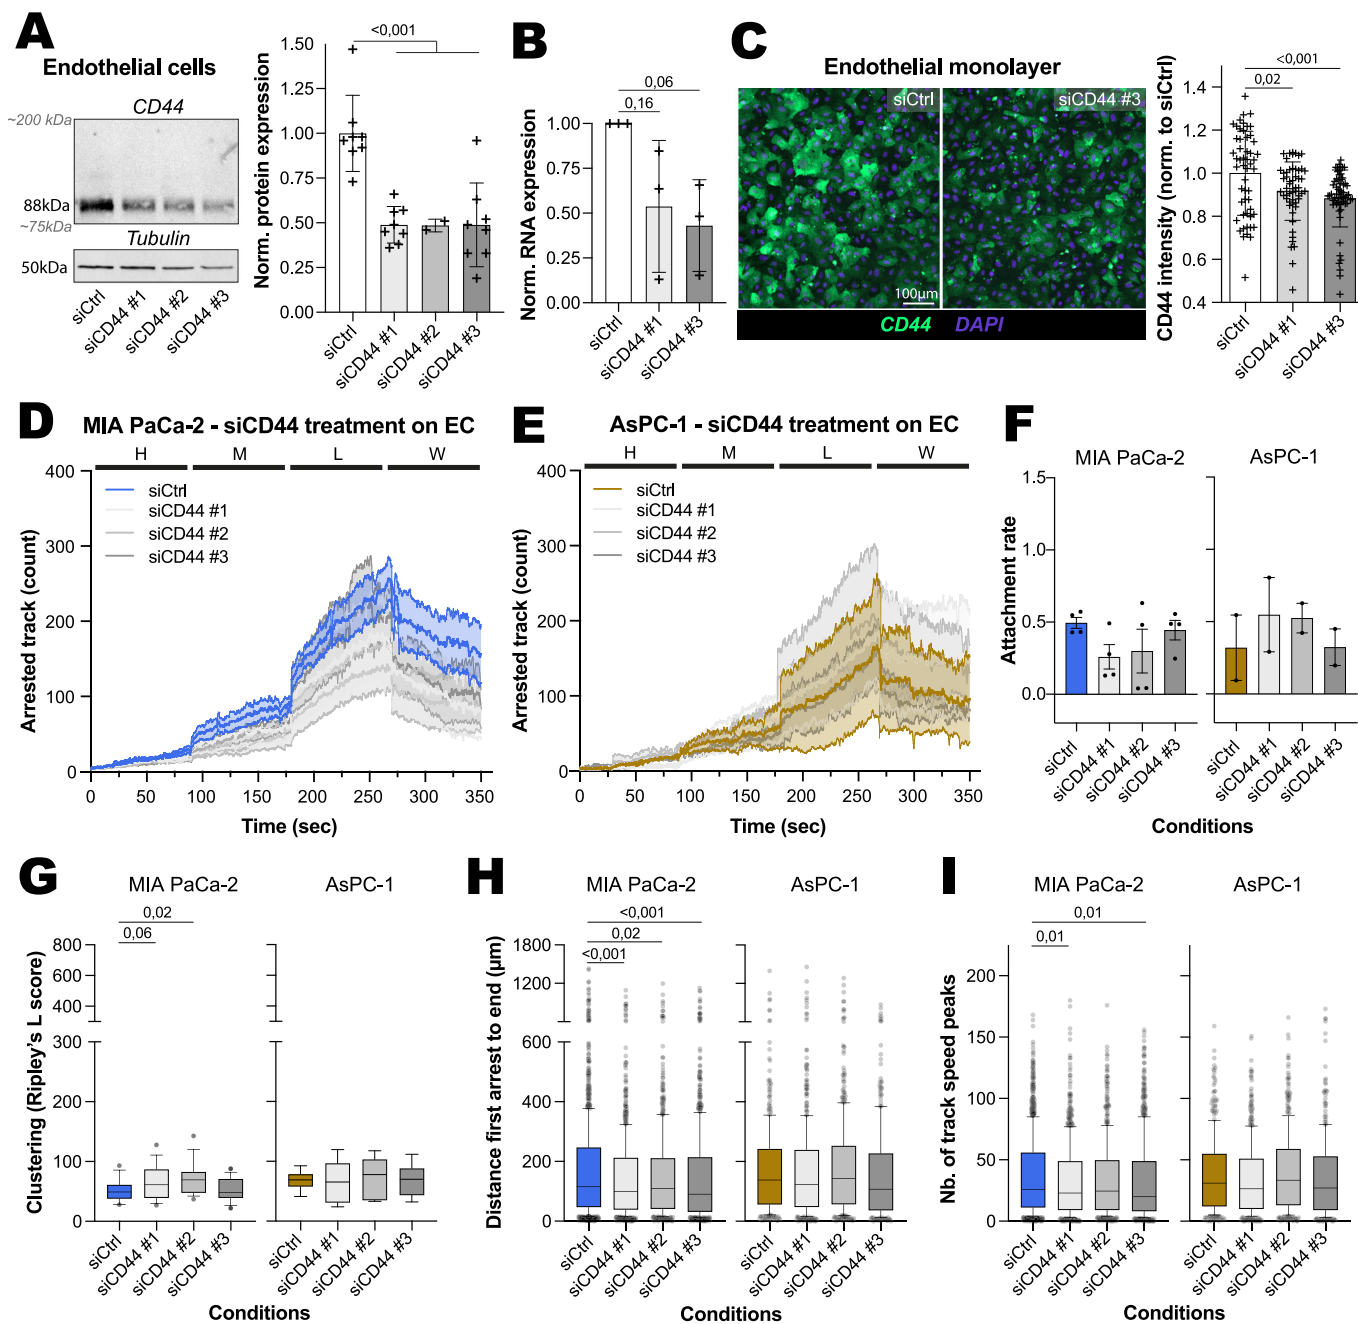 A
Endothelial cells
CD44
~200 kDa
88kDa
~75kDa
Tubulin
50kDa
siCtrl
siCD44 #1
siCD44 #2
siCD44 #3
Norm. protein expression
<0,001
1.50
1.25
1.00
0.75
0.50
0.25
0.00
siCtrl
siCD44 #1
siCD44 #2
siCD44 #3
B
Norm. RNA expression
0,06
0,16
1.00
0.75
0.50
0.25
0.00
siCtrl
siCD44 #1
siCD44 #3
C
Endothelial monolayer
siCtrl
siCD44 #3
100µm
CD44 DAPI
CD44 intensity (norm. to siCtrl)
<0,001
0,02
1.4
1.2
1.0
0.8
0.6
0.4
siCtrl
siCD44 #1
siCD44 #3
D
MIA PaCa-2 - siCD44 treatment on EC
H M L W
Arrested track (count)
400
300
200
100
0
siCtrl
siCD44 #1
siCD44 #2
siCD44 #3
0 50 100 150 200 250 300 350
Time (sec)
E
AsPC-1 - siCD44 treatment on EC
H M L W
Arrested track (count)
400
300
200
100
0
siCtrl
siCD44 #1
siCD44 #2
siCD44 #3
0 50 100 150 200 250 300 350
Time (sec)
F
MIA PaCa-2 AsPC-1
Attachment rate
1.5
1.0
0.5
0.0
siCtrl
siCD44 #1
siCD44 #2
siCD44 #3
siCtrl
siCD44 #1
siCD44 #2
siCD44 #3
Conditions
G
MIA PaCa-2 AsPC-1
Clustering (Ripley's L score)
0,02
0,06
800
600
400
300
200
100
0
siCtrl
siCD44 #1
siCD44 #2
siCD44 #3
siCtrl
siCD44 #1
siCD44 #2
siCD44 #3
Conditions
H
MIA PaCa-2 AsPC-1
Distance first arrest to end (µm)
<0,001
0,02
<0,001
1800
1200
600
400
200
0
siCtrl
siCD44 #1
siCD44 #2
siCD44 #3
siCtrl
siCD44 #1
siCD44 #2
siCD44 #3
Conditions
I
MIA PaCa-2 AsPC-1
Nb. of track speed peaks
0,01
0,01
200
150
100
50
0
siCtrl
siCD44 #1
siCD44 #2
siCD44 #3
siCtrl
siCD44 #1
siCD44 #2
siCD44 #3
Conditions